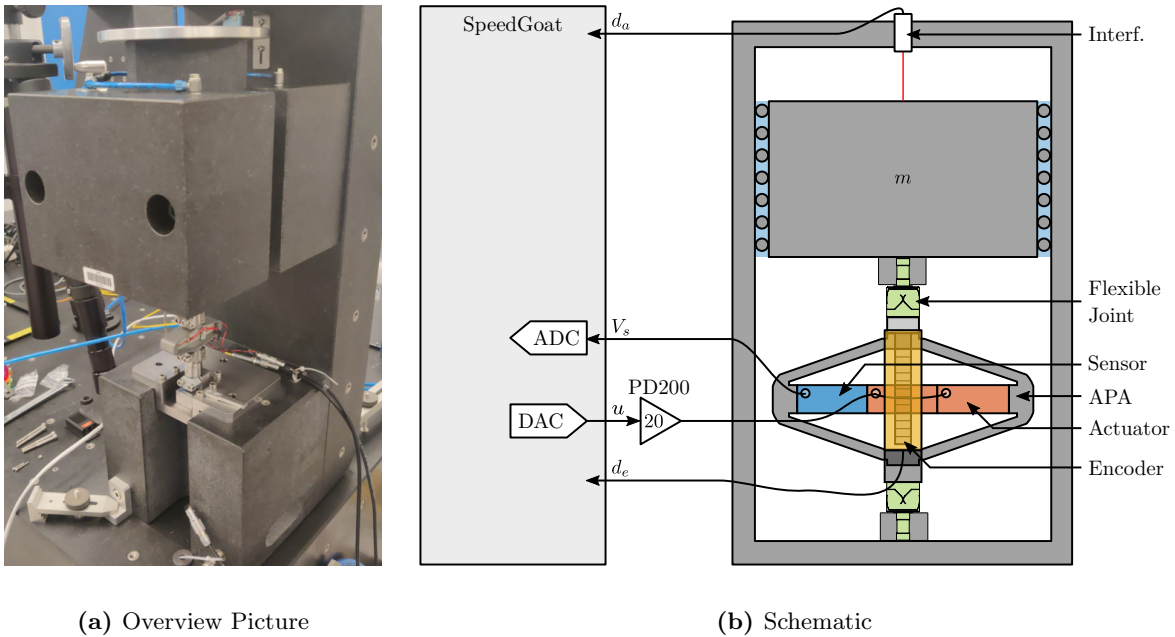 SpeedGoat
d_a
Interf.
m
Flexible
Joint
ADC
V_s
Sensor
PD200
APA
DAC
u
20
Actuator
d_e
Encoder
(a) Overview Picture
(b) Schematic